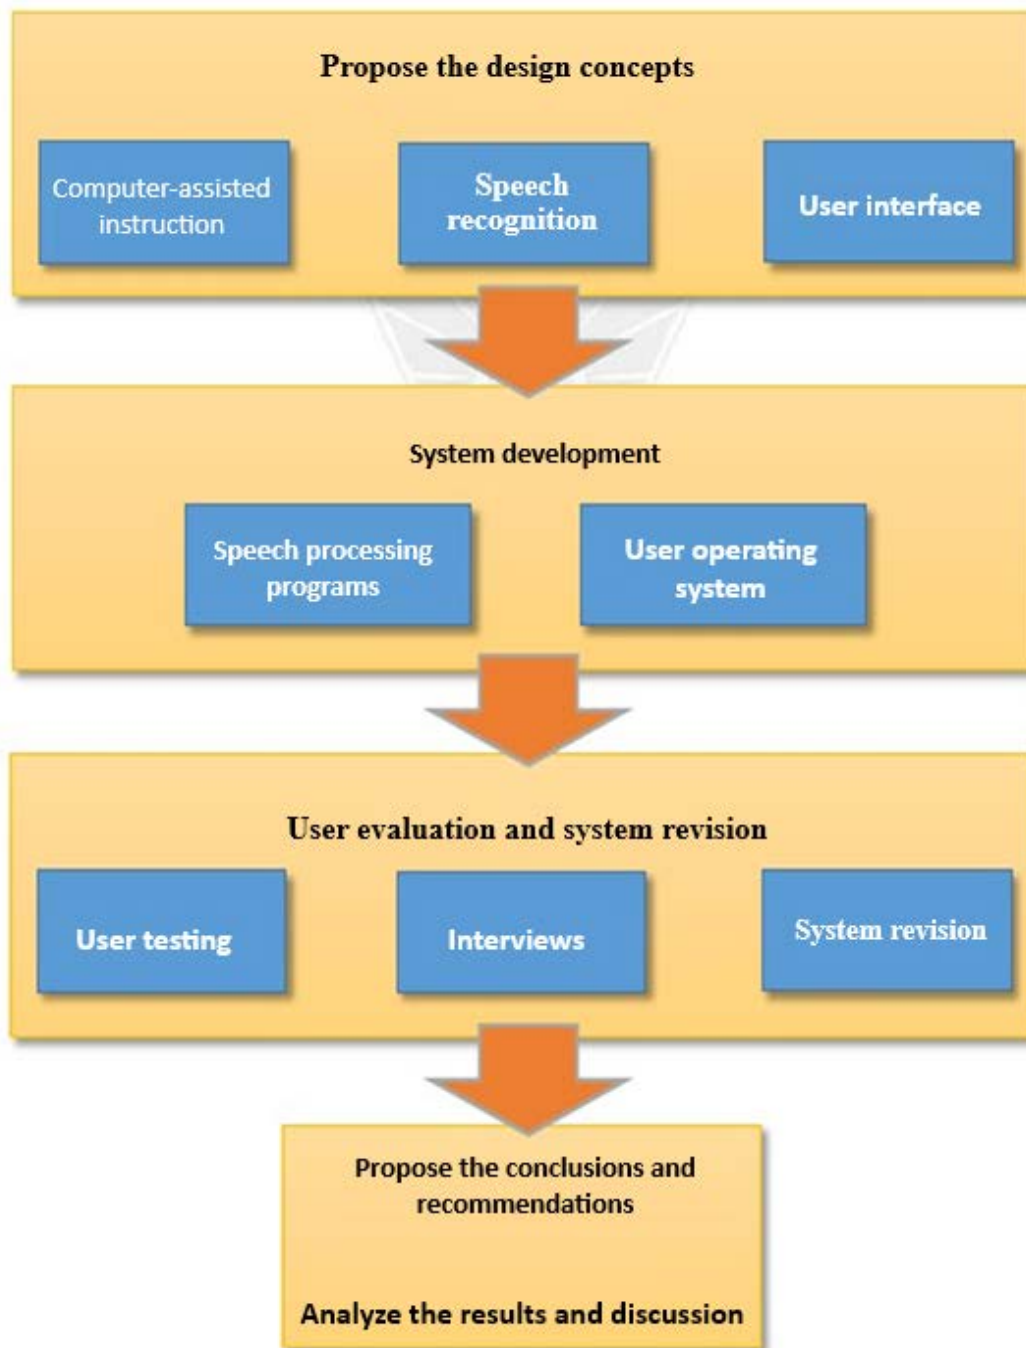 Propose the design concepts
Computer-assisted
instruction
Speech
recognition
User interface
System development
Speech processing
programs
User operating
system
User evaluation and system revision
User testing
Interviews
System revision
Propose the conclusions and
recommendations
Analyze the results and discussion